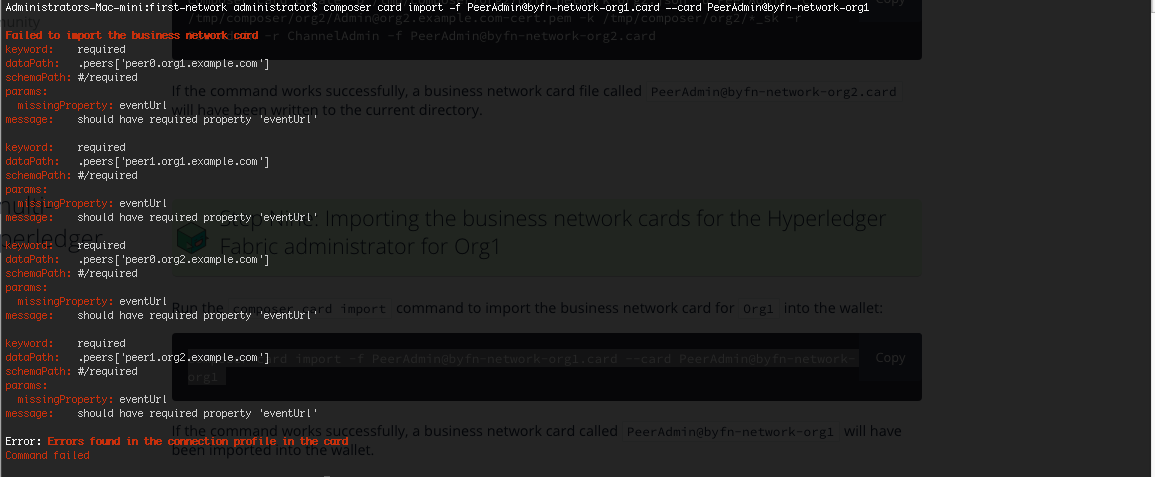 Administrators-Mac-mini:first-network administrator$ composer card import -f PeerAdmin@byfn-network-org1.card --card PeerAdmin@byfn-network-org1
/tmp/composer/org2/Admin@org2.example.com-cert.pem -k /tmp/composer/org2/*_sk -r
Failed to import the business network card -r ChannelAdmin -f PeerAdmin@byfn-network-org2.card
keyword: required
dataPath: .peers['peer0.org1.example.com']
schemaPath: #/required
params:
If the command works successfully, a business network card file called PeerAdmin@byfn-network-org2.card
missingProperty: eventUrl
will have been written to the current directory.
message: should have required property 'eventUrl'
keyword: required
dataPath: .peers['peer1.org1.example.com']
schemaPath: #/required
params:
missingProperty: eventUrl
message: should have required property 'eventUrl'
Step Nine: Importing the business network cards for the Hyperledger
Fabric administrator for Org1
keyword: required
dataPath: .peers['peer0.org2.example.com']
schemaPath: #/required
params:
missingProperty: eventUrl
Run the composer card import command to import the business network card for Org1 into the wallet:
message: should have required property 'eventUrl'
keyword: required
dataPath: .peers['peer1.org2.example.com']
card import -f PeerAdmin@byfn-network-org1.card --card PeerAdmin@byfn-network-
org1
Copy
schemaPath: #/required
params:
missingProperty: eventUrl
message: should have required property 'eventUrl'
If the command works successfully, a business network card called PeerAdmin@byfn-network-org1 will have
been imported into the wallet.
Error: Errors found in the connection profile in the card
Command failed